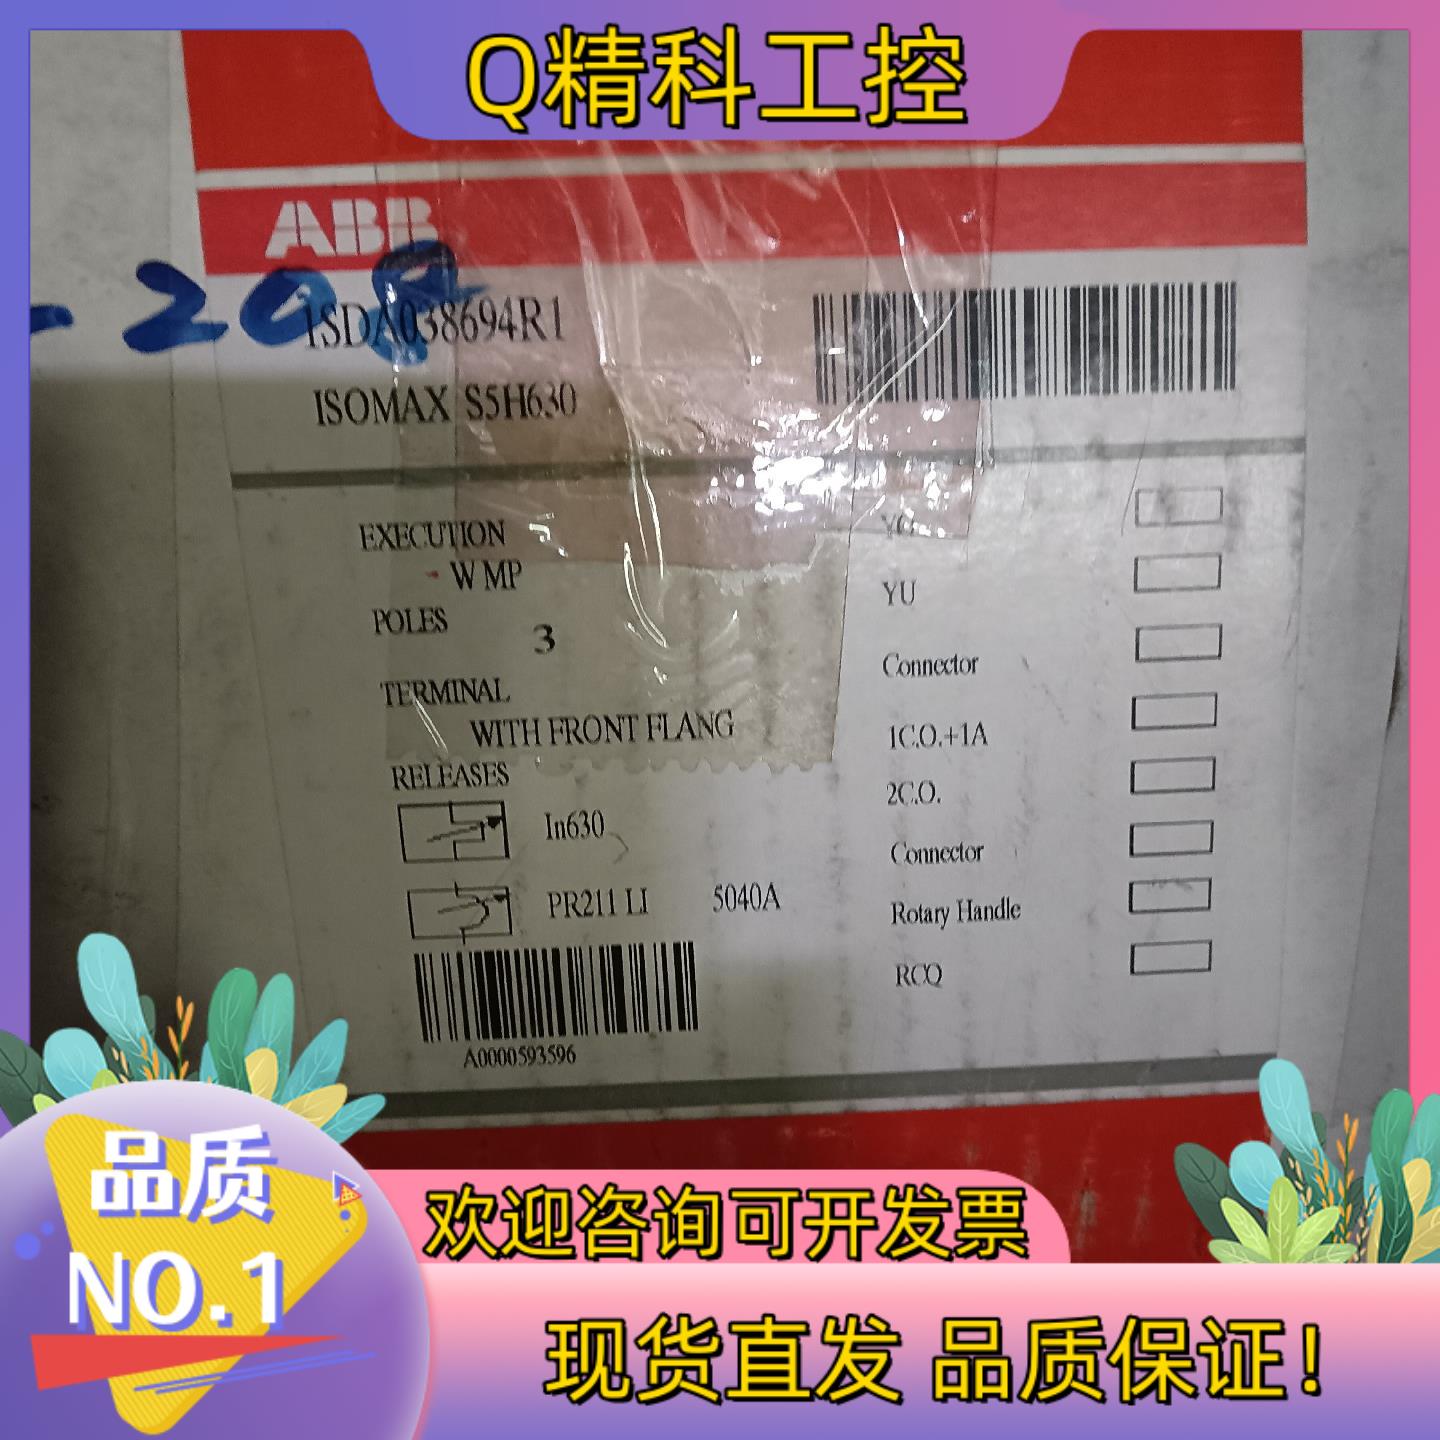 Q精科工控
ABB
-208
1SDA038694R1
ISOMAX S5H630
EXECUTION
W MP
POLES
3
TERMINAL
WITH FRONT FLANG
RELEASES
In630
PR211 LI 5040A
A0000593596
YU
Connector
1C.O.+1A
2C.O.
Connector
Rotary Handle
RCQ
品质
NO.1
欢迎咨询可开发票
现货直发 品质保证!